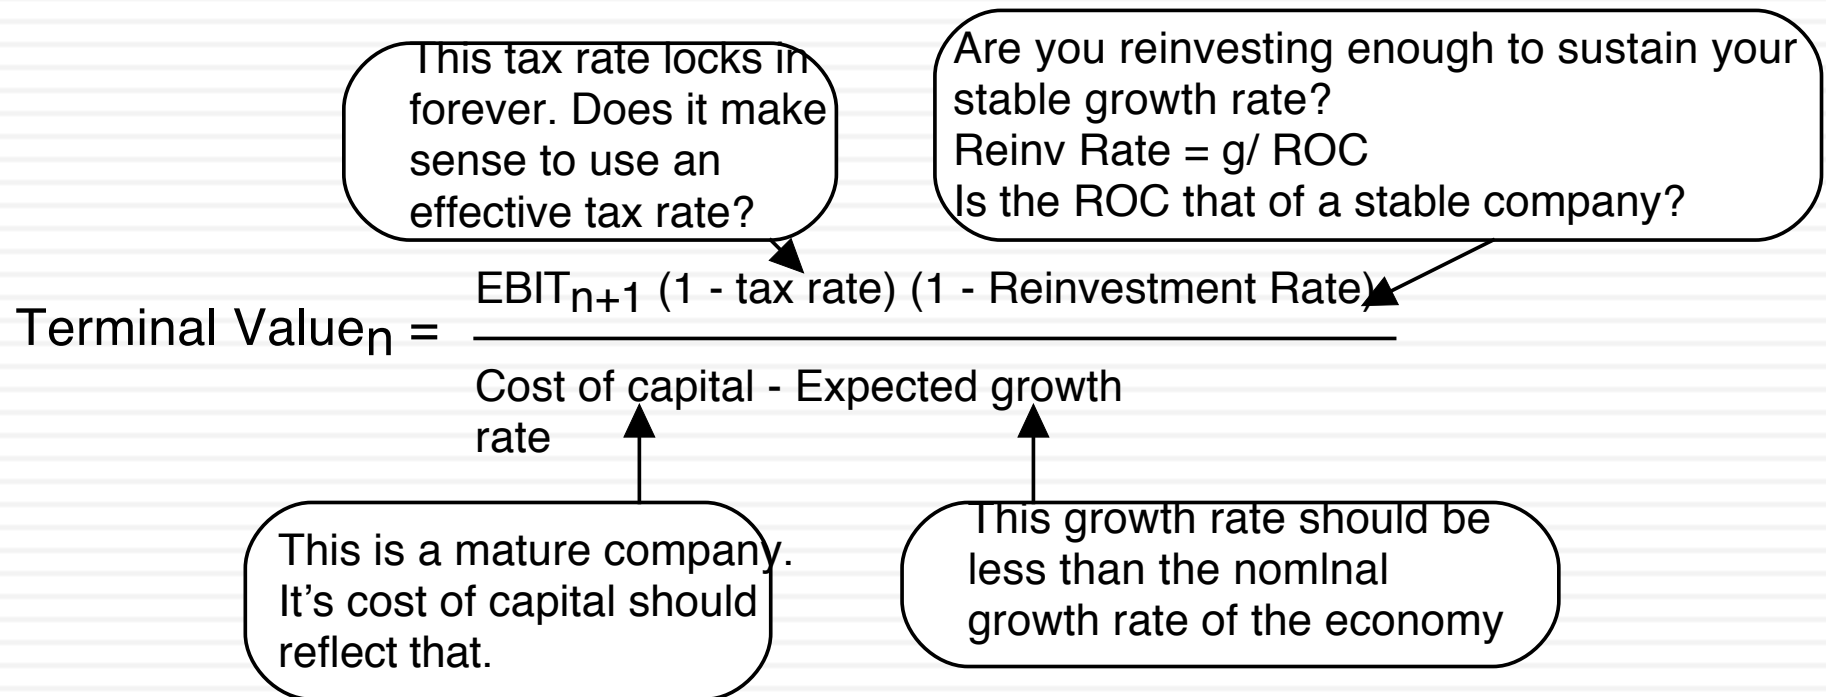 This tax rate locks in
forever. Does it make
sense to use an
effective tax rate?
Are you reinvesting enough to sustain your
stable growth rate?
Reinv Rate = g/ ROC
Is the ROC that of a stable company?
EBITn+1 (1 - tax rate) (1 - Reinvestment Rate)
Terminal Valuen =
Cost of capital - Expected growth
rate
This is a mature company.
It’s cost of capital should
reflect that.
This growth rate should be
less than the nomInal
growth rate of the economy